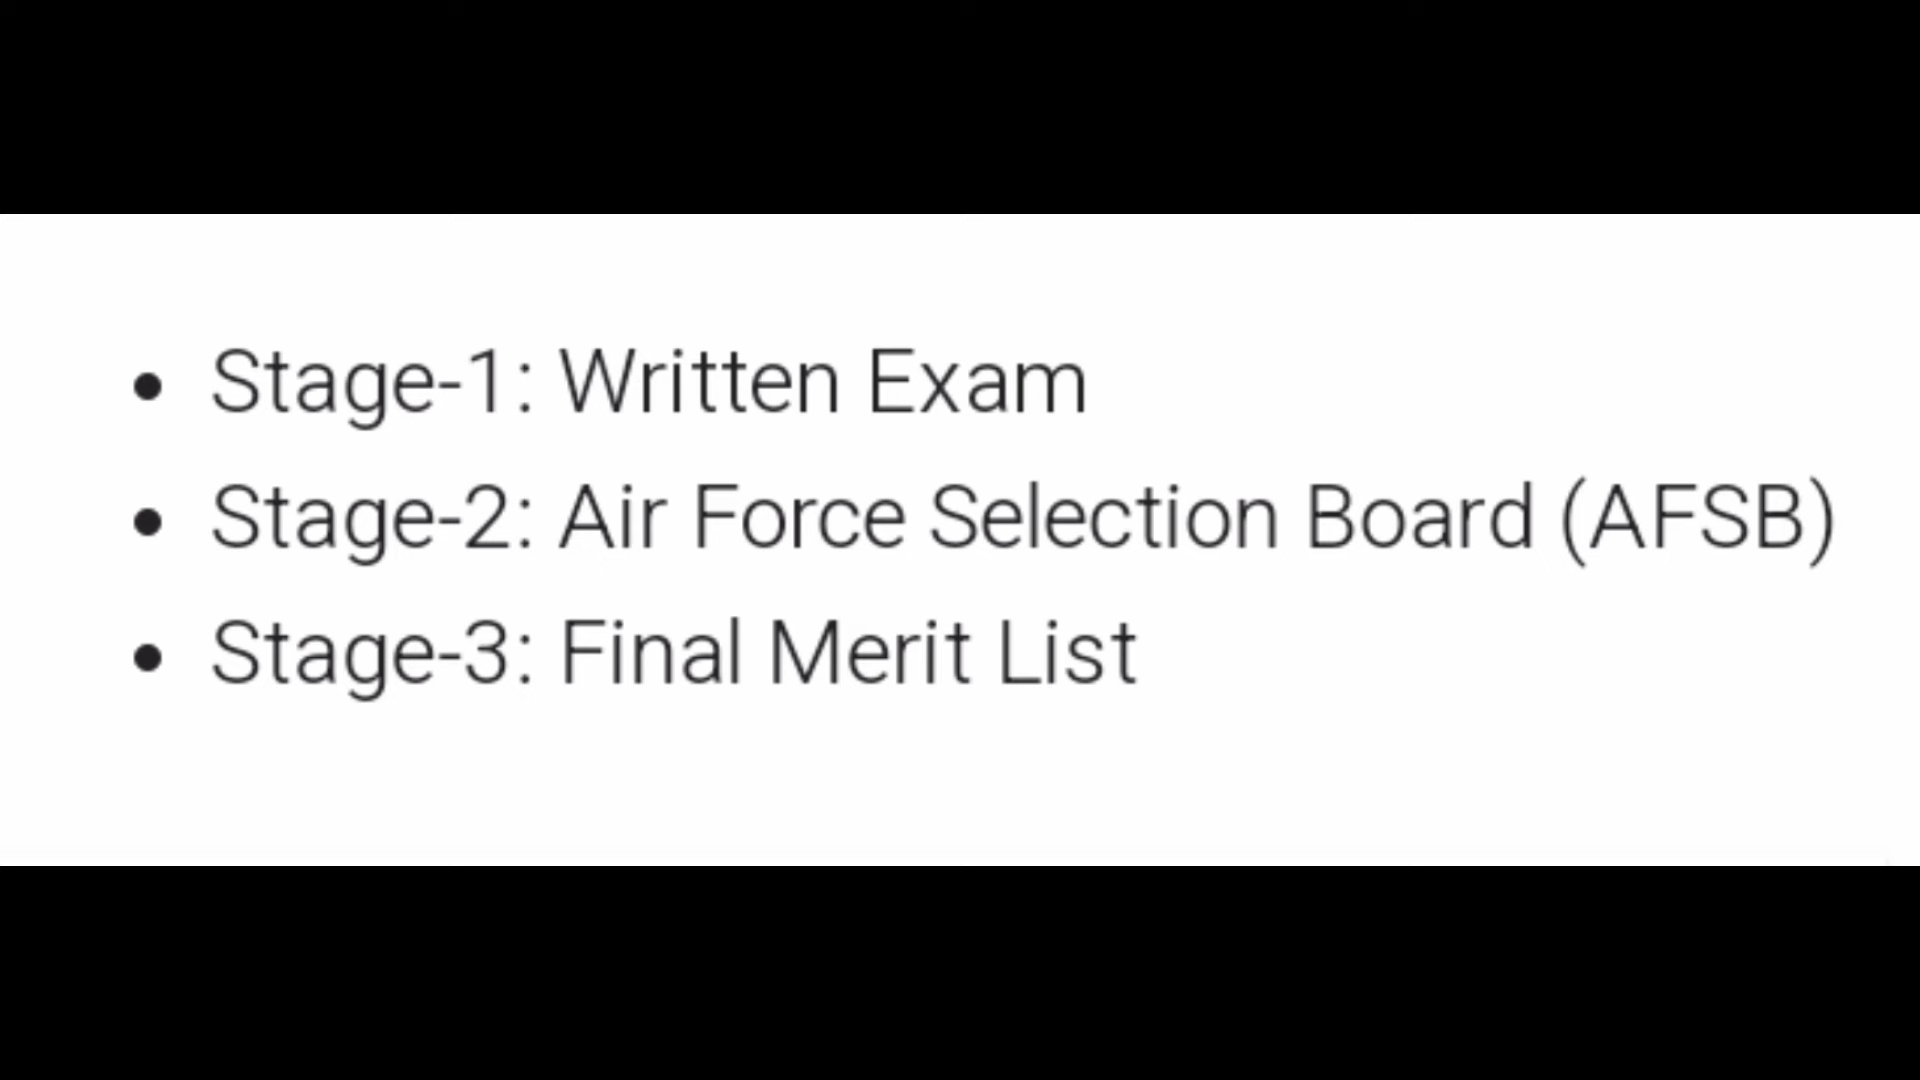 • Stage-1: Written Exam
• Stage-2: Air Force Selection Board (AFSB)
• Stage-3: Final Merit List